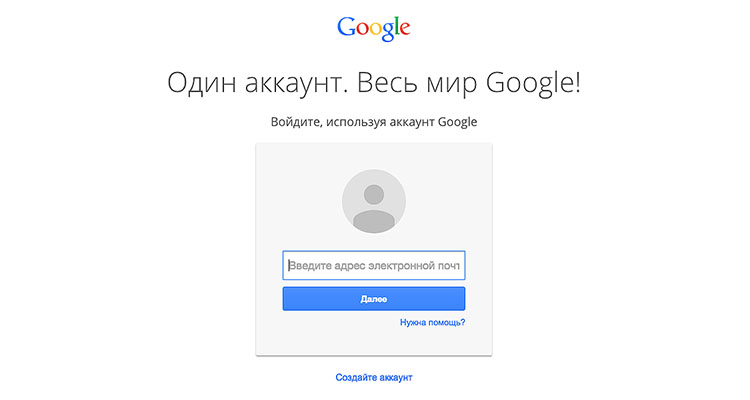 Google
Один аккаунт. Весь мир Google!
Войдите, используя аккаунт Google
Введите адрес электронной почт
Далее
Нужна помощь?
Создайте аккаунт